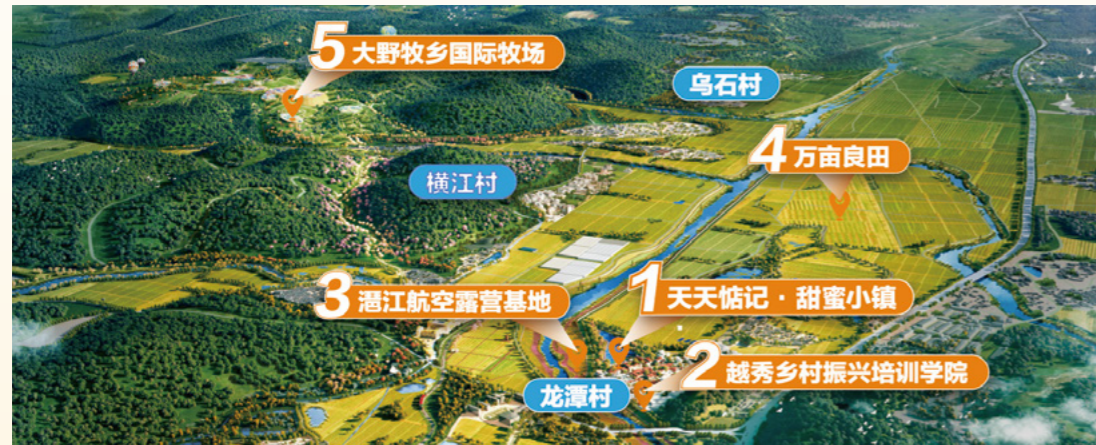 5 大野牧乡国际牧场
乌石村
4 万亩良田
横江村
3 潖江航空露营基地
1 天天惦记·甜蜜小镇
2 越秀乡村振兴培训学院
龙潭村